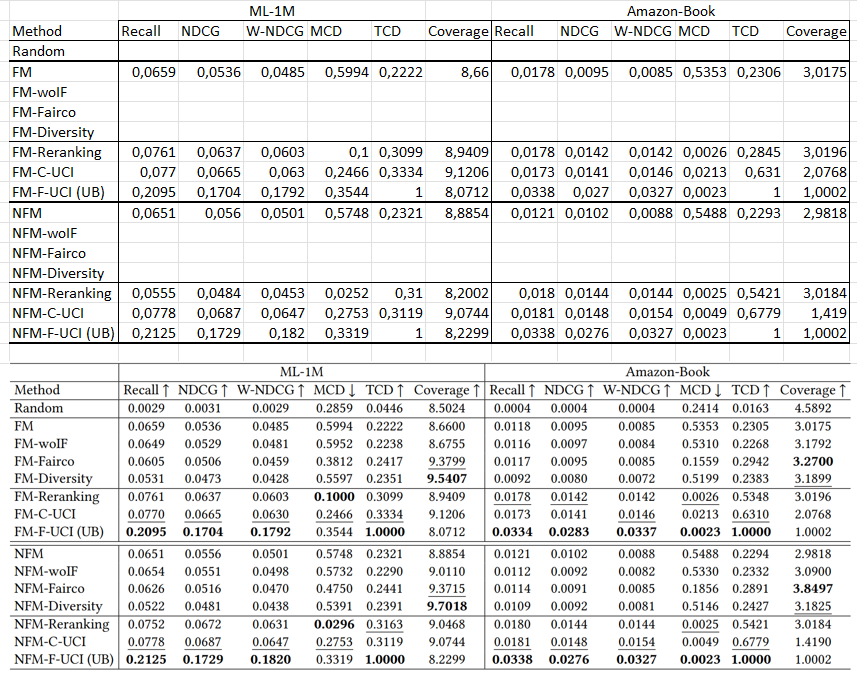 ML-1M Amazon-Book
Method Recall NDCG W-NDCG MCD TCD Coverage Recall NDCG W-NDCG MCD TCD Coverage
Random
FM 0,0659 0,0536 0,0485 0,5994 0,2222 8,66 0,0178 0,0095 0,0085 0,5353 0,2306 3,0175
FM-woIF
FM-Fairco
FM-Diversity
FM-Reranking 0,0761 0,0637 0,0603 0,1 0,3099 8,9409 0,0178 0,0142 0,0142 0,0026 0,2845 3,0196
FM-C-UCI 0,077 0,0665 0,063 0,2466 0,3334 9,1206 0,0173 0,0141 0,0146 0,0213 0,631 2,0768
FM-F-UCI (UB) 0,2095 0,1704 0,1792 0,3544 1 8,0712 0,0338 0,027 0,0327 0,0023 1 1,0002
NFM 0,0651 0,056 0,0501 0,5748 0,2321 8,8854 0,0121 0,0102 0,0088 0,5488 0,2293 2,9818
NFM-woIF
NFM-Fairco
NFM-Diversity
NFM-Reranking 0,0555 0,0484 0,0453 0,0252 0,31 8,2002 0,018 0,0144 0,0144 0,0025 0,5421 3,0184
NFM-C-UCI 0,0778 0,0687 0,0647 0,2753 0,3119 9,0744 0,0181 0,0148 0,0154 0,0049 0,6779 1,419
NFM-F-UCI (UB) 0,2125 0,1729 0,182 0,3319 1 8,2299 0,0338 0,0276 0,0327 0,0023 1 1,0002
ML-1M Amazon-Book
Method Recall ↑ NDCG ↑ W-NDCG ↑ MCD ↓ TCD ↑ Coverage ↑ Recall ↑ NDCG ↑ W-NDCG ↑ MCD ↓ TCD ↑ Coverage ↑
Random 0.0029 0.0031 0.0029 0.2859 0.0446 8.5024 0.0004 0.0004 0.0004 0.2414 0.0163 4.5892
FM 0.0659 0.0536 0.0485 0.5994 0.2222 8.6600 0.0118 0.0095 0.0085 0.5353 0.2305 3.0175
FM-woIF 0.0649 0.0529 0.0481 0.5952 0.2238 8.6755 0.0116 0.0097 0.0084 0.5310 0.2268 3.1792
FM-Fairco 0.0605 0.0506 0.0459 0.3812 0.2417 9.3799 0.0117 0.0095 0.0085 0.1559 0.2942 3.2700
FM-Diversity 0.0531 0.0473 0.0428 0.5597 0.2351 9.5407 0.0092 0.0080 0.0072 0.5199 0.2383 3.1899
FM-Reranking 0.0761 0.0637 0.0603 0.1000 0.3099 8.9409 0.0178 0.0142 0.0142 0.0026 0.5348 3.0196
FM-C-UCI 0.0770 0.0665 0.0630 0.2466 0.3334 9.1206 0.0173 0.0141 0.0146 0.0213 0.6310 2.0768
FM-F-UCI (UB) 0.2095 0.1704 0.1792 0.3544 1.0000 8.0712 0.0334 0.0283 0.0337 0.0023 1.0000 1.0002
NFM 0.0651 0.0556 0.0501 0.5748 0.2321 8.8854 0.0121 0.0102 0.0088 0.5488 0.2294 2.9818
NFM-woIF 0.0654 0.0551 0.0498 0.5732 0.2290 9.0110 0.0112 0.0092 0.0082 0.5330 0.2332 3.0900
NFM-Fairco 0.0626 0.0516 0.0470 0.4750 0.2441 9.3715 0.0114 0.0091 0.0085 0.1856 0.2891 3.8497
NFM-Diversity 0.0522 0.0481 0.0438 0.5391 0.2391 9.7018 0.0109 0.0092 0.0081 0.5146 0.2427 3.1825
NFM-Reranking 0.0752 0.0672 0.0631 0.0296 0.3163 9.0468 0.0180 0.0144 0.0144 0.0025 0.5421 3.0184
NFM-C-UCI 0.0778 0.0687 0.0647 0.2753 0.3119 9.0744 0.0181 0.0148 0.0154 0.0049 0.6779 1.4190
NFM-F-UCI (UB) 0.2125 0.1729 0.1820 0.3319 1.0000 8.2299 0.0338 0.0276 0.0327 0.0023 1.0000 1.0002